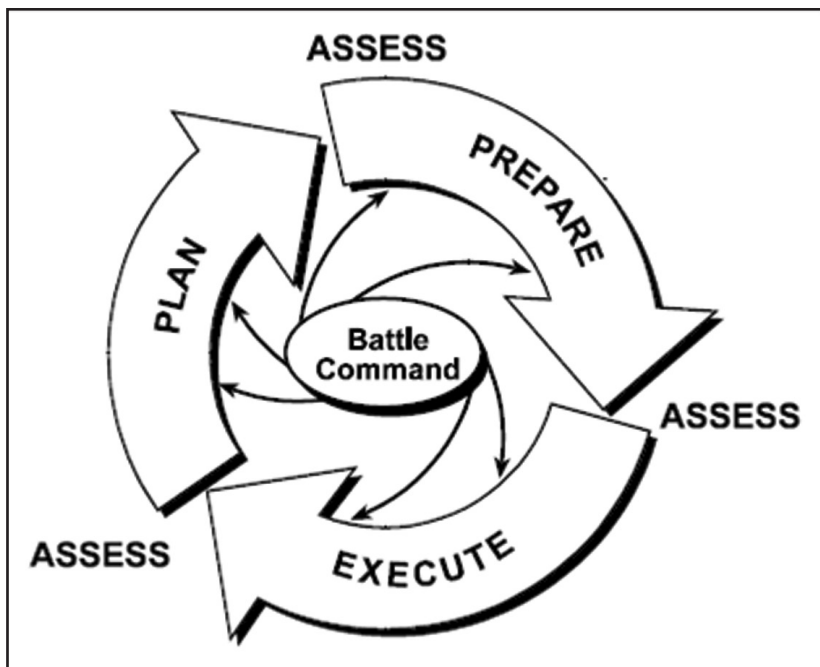 ASSESS
PREPARE
PLAN
Battle
Command
ASSESS
EXECUTE
ASSESS